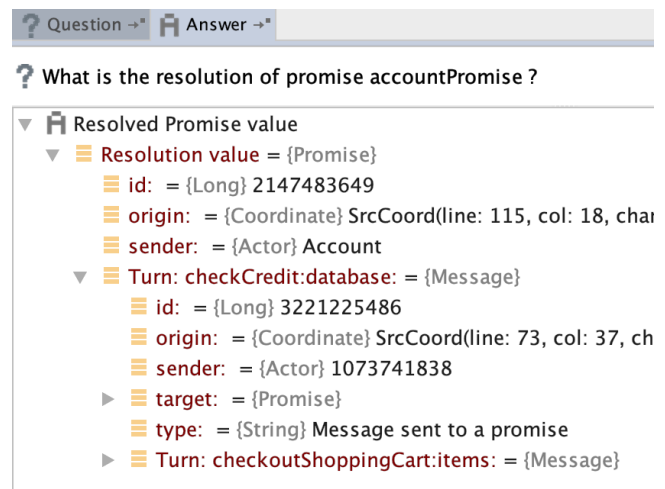 Question Answer
What is the resolution of promise accountPromise ?
Resolved Promise value
Resolution value = {Promise}
id: = {Long} 2147483649
origin: = {Coordinate} SrcCoord(line: 115, col: 18, char
sender: = {Actor} Account
Turn: checkCredit:database: = {Message}
id: = {Long} 3221225486
origin: = {Coordinate} SrcCoord(line: 73, col: 37, ch
sender: = {Actor} 1073741838
target: = {Promise}
type: = {String} Message sent to a promise
Turn: checkoutShoppingCart:items: = {Message}